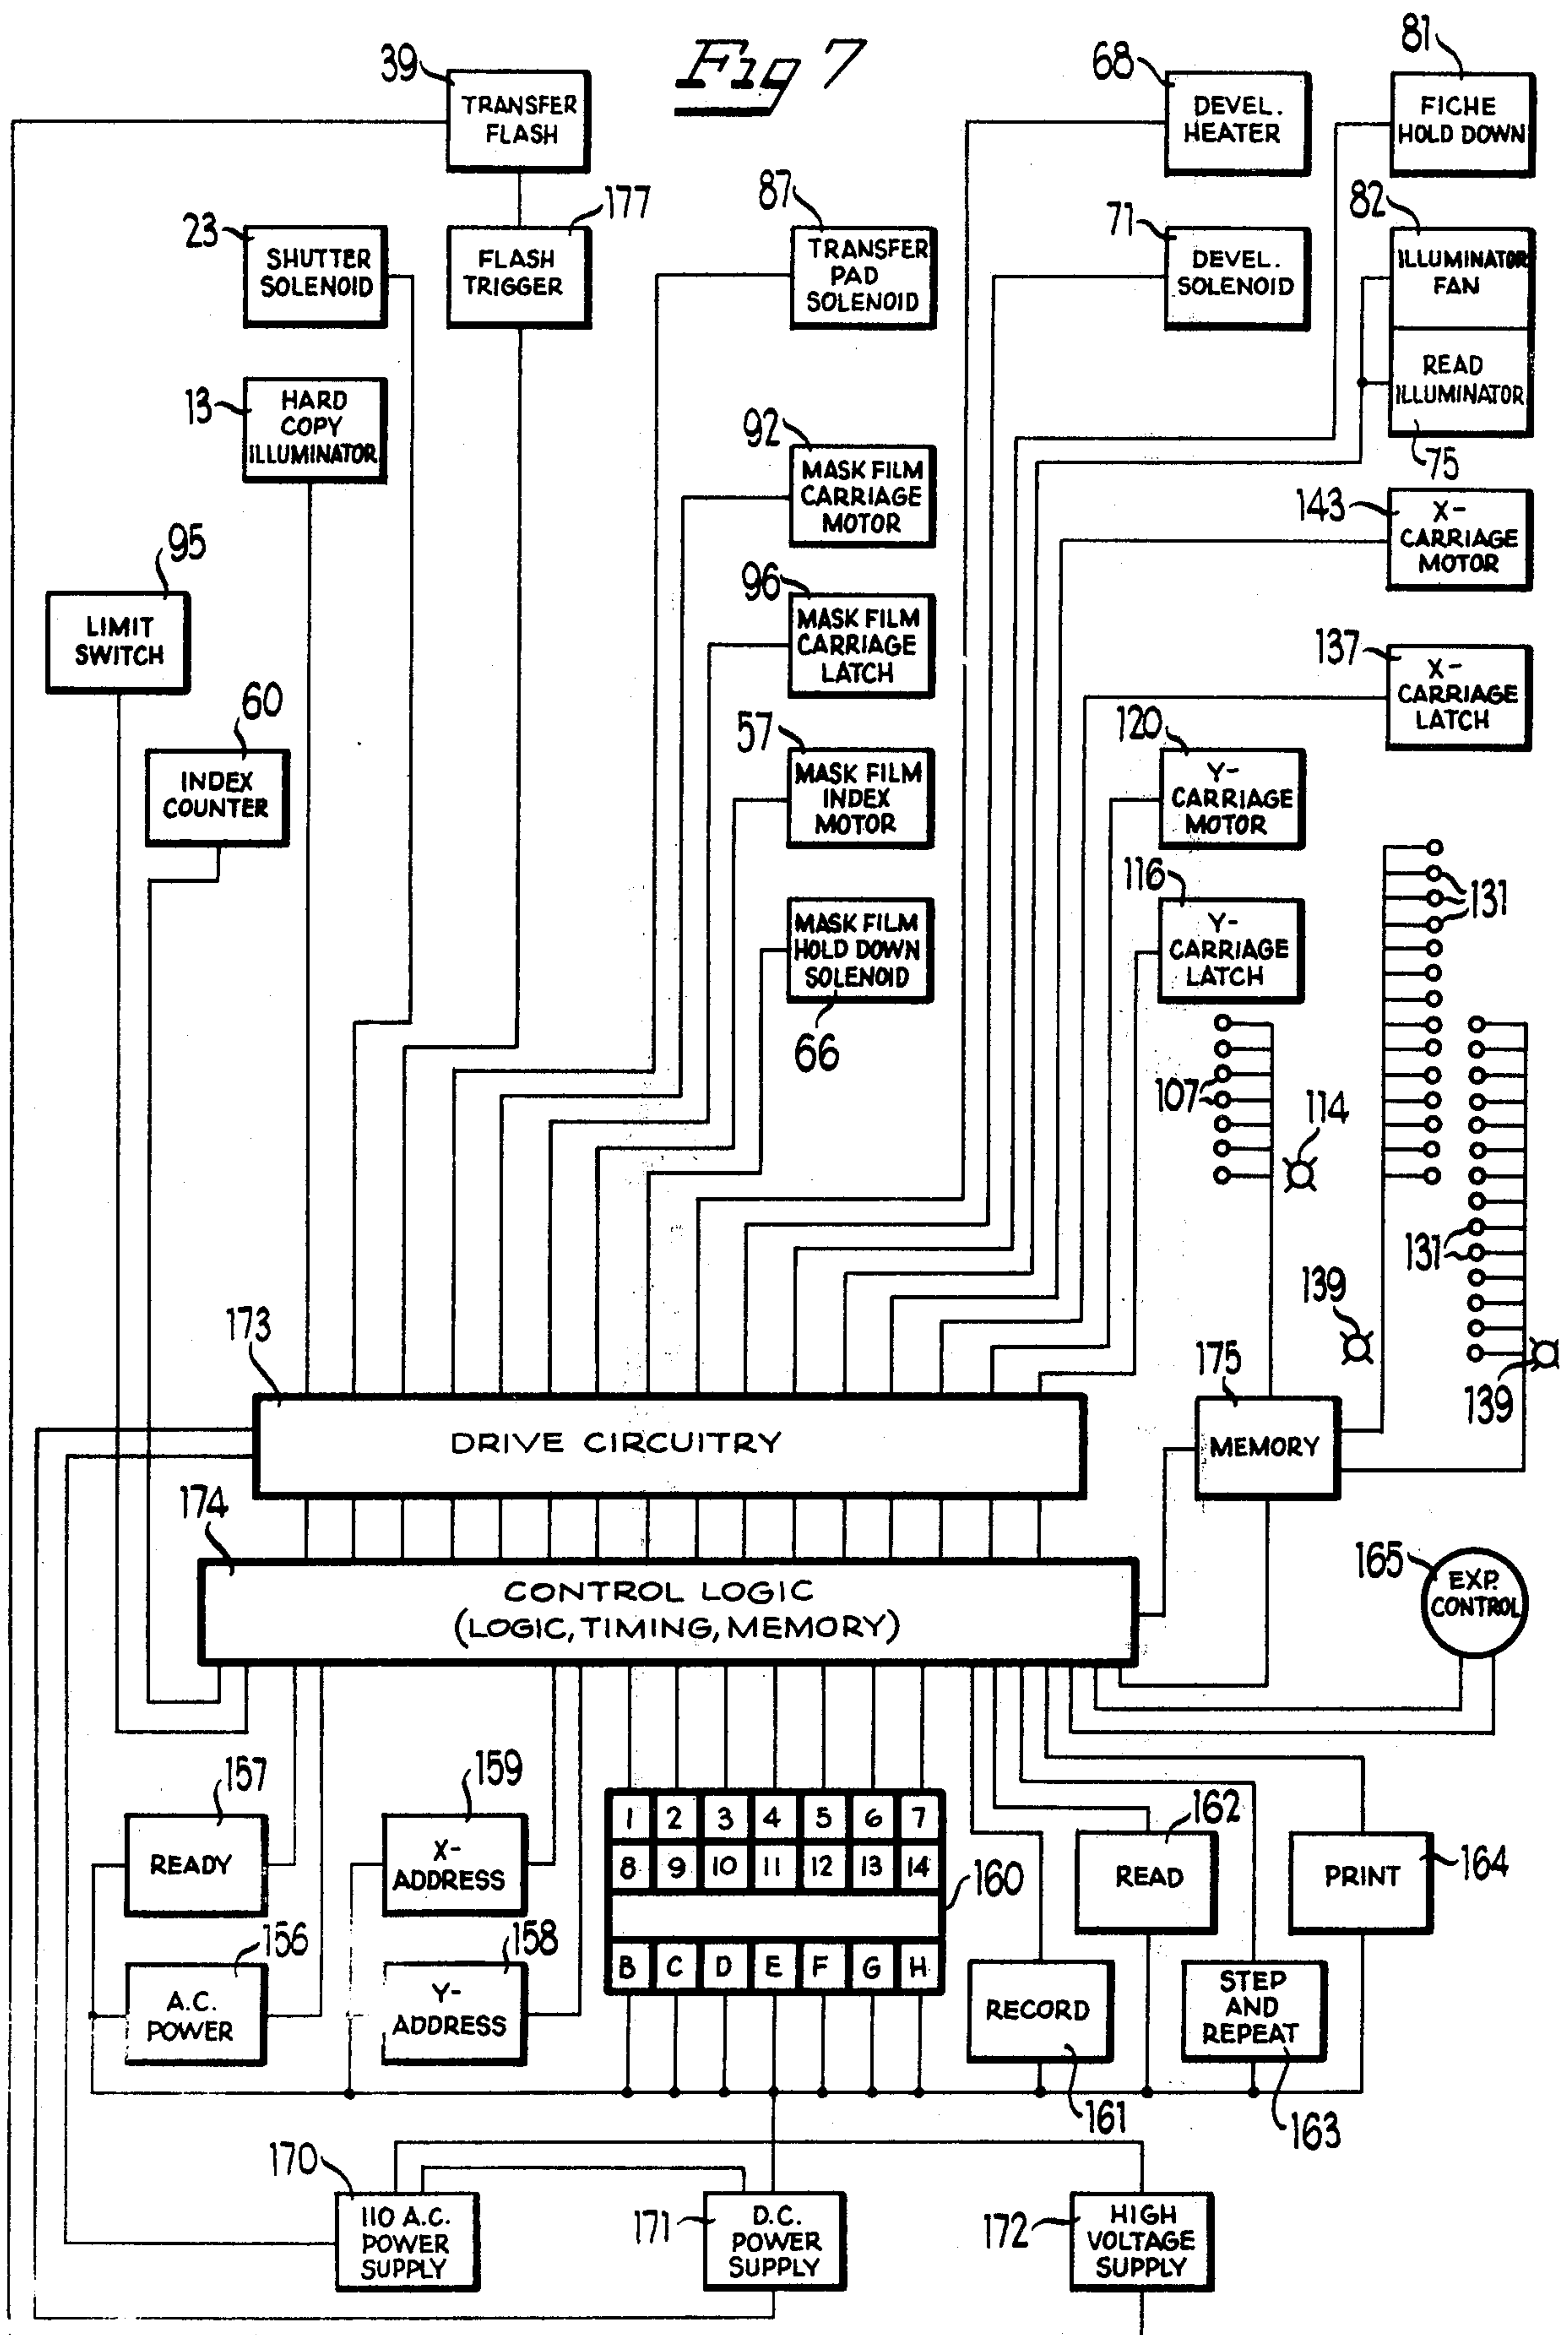 Fig 7
39
TRANSFER
FLASH
68
DEVEL.
HEATER
81
FICHE
HOLD DOWN
23
SHUTTER
SOLENOID
177
FLASH
TRIGGER
87
TRANSFER
PAD
SOLENOID
71
DEVEL.
SOLENOID
82
ILLUMINATOR
FAN
READ
ILLUMINATOR
75
13
HARD
COPY
ILLUMINATOR
92
MASK FILM
CARRIAGE
MOTOR
143
X-
CARRIAGE
MOTOR
95
LIMIT
SWITCH
96
MASK FILM
CARRIAGE
LATCH
137
X-
CARRIAGE
LATCH
60
INDEX
COUNTER
57
MASK FILM
INDEX
MOTOR
120
Y-
CARRIAGE
MOTOR
MASK FILM
HOLD DOWN
SOLENOID
66
116
Y-
CARRIAGE
LATCH
131
107
114
131
139
139
173
DRIVE CIRCUITRY
175
MEMORY
174
CONTROL LOGIC
(LOGIC, TIMING, MEMORY)
165
EXP.
CONTROL
157
READY
159
X-
ADDRESS
1 2 3 4 5 6 7
8 9 10 11 12 13 14
160
B C D E F G H
162
READ
PRINT
164
156
A.C.
POWER
158
Y-
ADDRESS
RECORD
161
STEP
AND
REPEAT
163
170
110 A.C.
POWER
SUPPLY
171
D.C.
POWER
SUPPLY
172
HIGH
VOLTAGE
SUPPLY